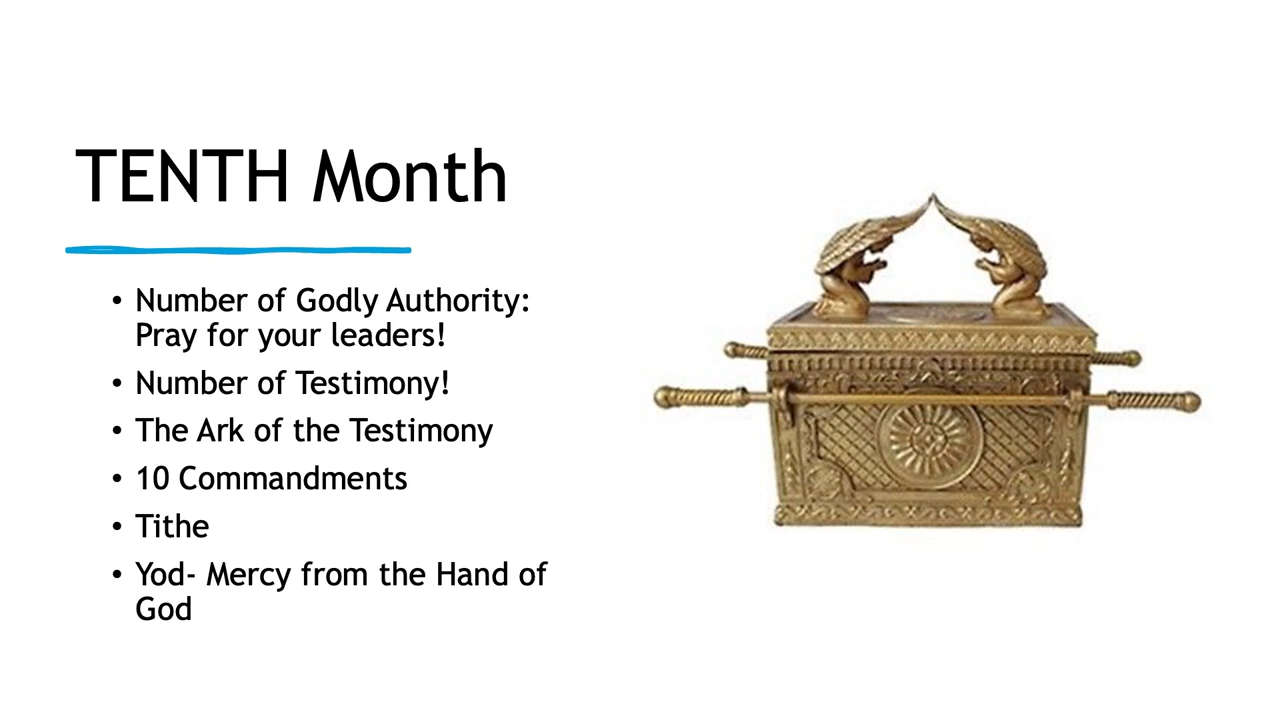 TENTH Month
• Number of Godly Authority:
Pray for your leaders!
• Number of Testimony!
• The Ark of the Testimony
• 10 Commandments
• Tithe
• Yod- Mercy from the Hand of
God